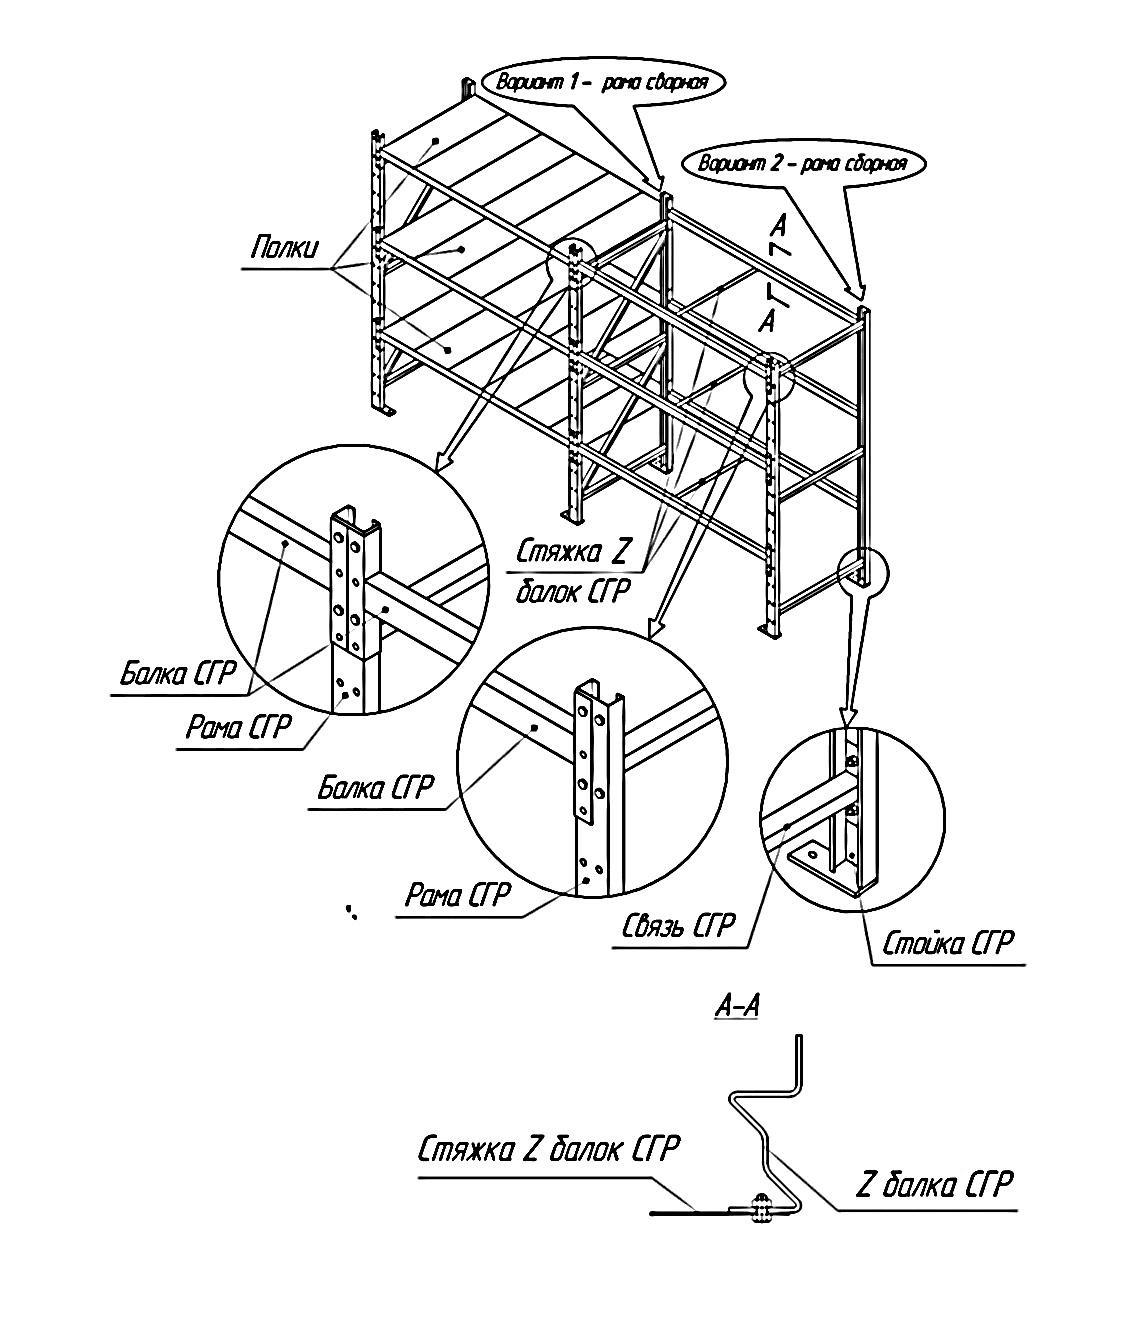 Вариант 1 - рама сварная
Вариант 2 - рама сборная
А
А
Полки
Стяжка Z
балок СГР
Балка СГР
Рама СГР
Балка СГР
Рама СГР
Связь СГР
Стойка СГР
А-А
Стяжка Z балок СГР
Z балка СГР